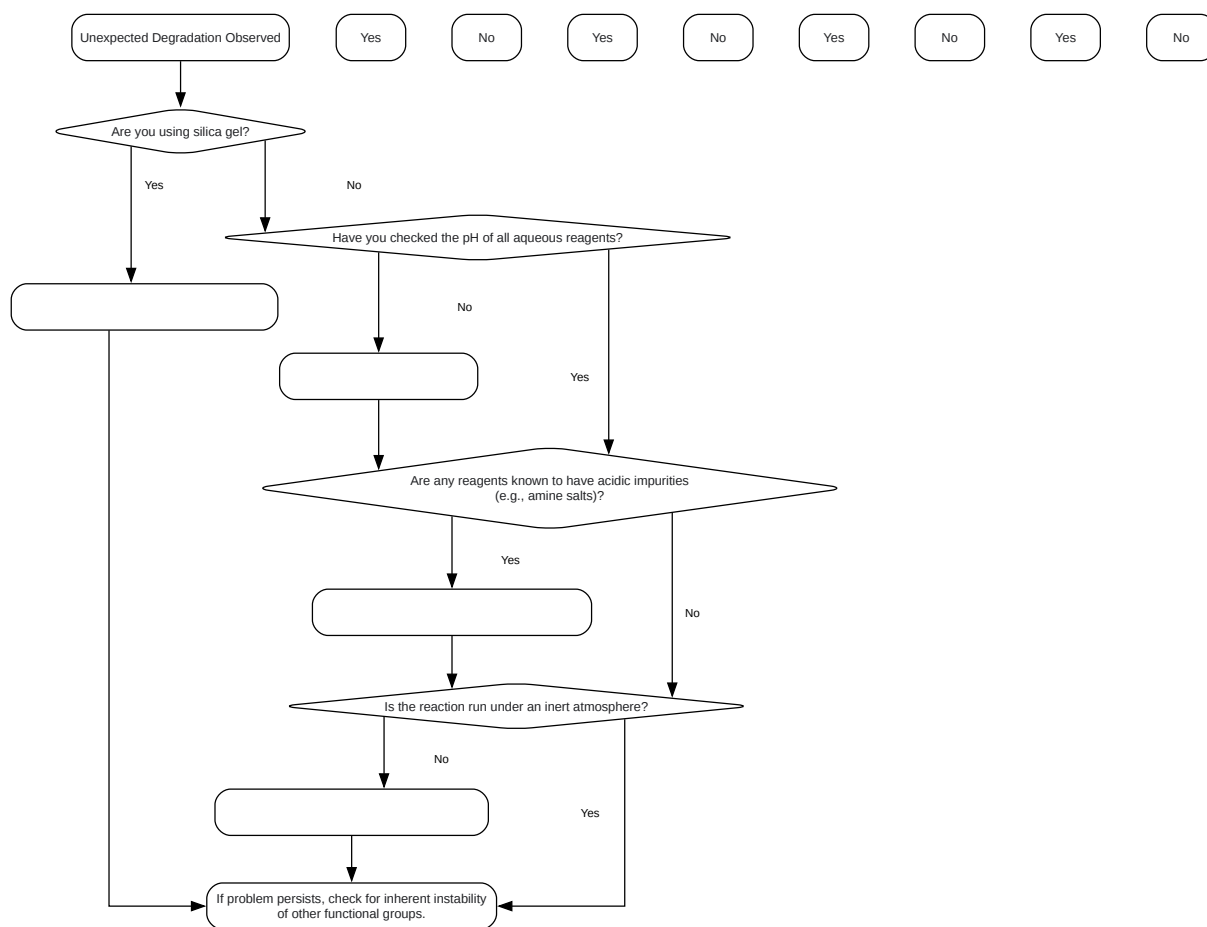 Unexpected Degradation Observed
Yes
No
Yes
No
Yes
No
Yes
No
Are you using silica gel?
Yes
No
Have you checked the pH of all aqueous reagents?
No
Yes
Are any reagents known to have acidic impurities
(e.g., amine salts)?
Yes
No
Is the reaction run under an inert atmosphere?
No
Yes
If problem persists, check for inherent instability
of other functional groups.